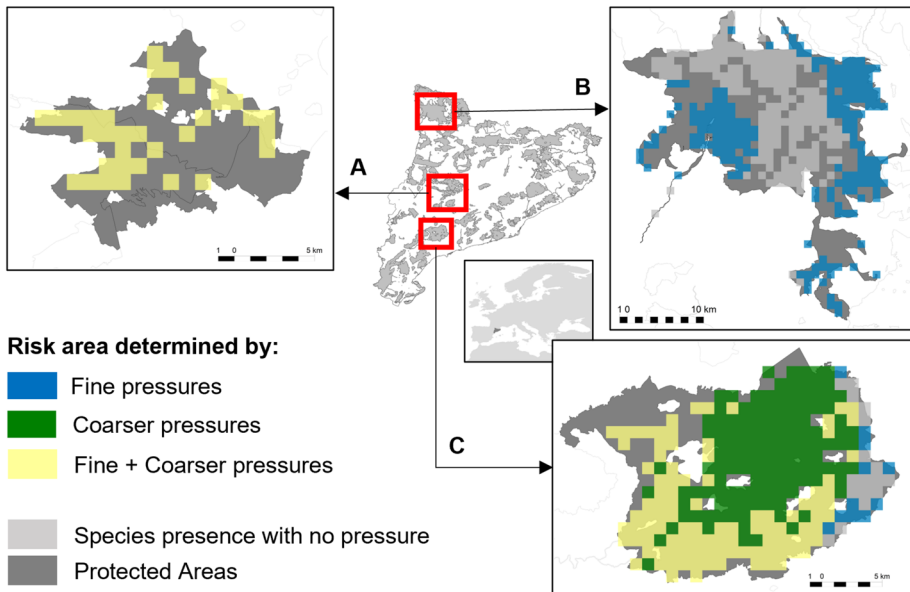 B
A
1 0 5 km
1 0 10 km
Risk area determined by:
Fine pressures
Coarser pressures
Fine + Coarser pressures
C
Species presence with no pressure
Protected Areas
1 0 5 km